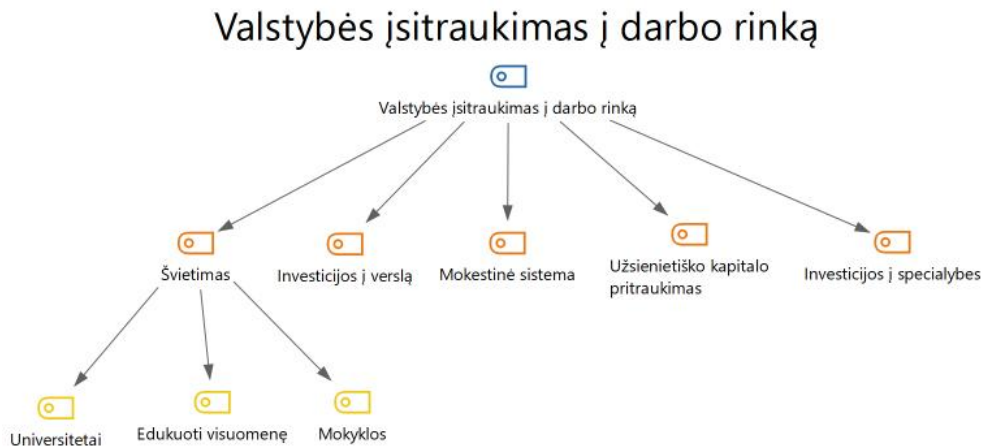 Valstybės įsitraukimas į darbo rinką
Valstybės įsitraukimas į darbo rinką
Švietimas
Investicijos į verslą
Mokestinė sistema
Užsienietiško kapitalo
pritraukimas
Investicijos į specialybes
Universitetai
Edukuoti visuomenę
Mokyklos